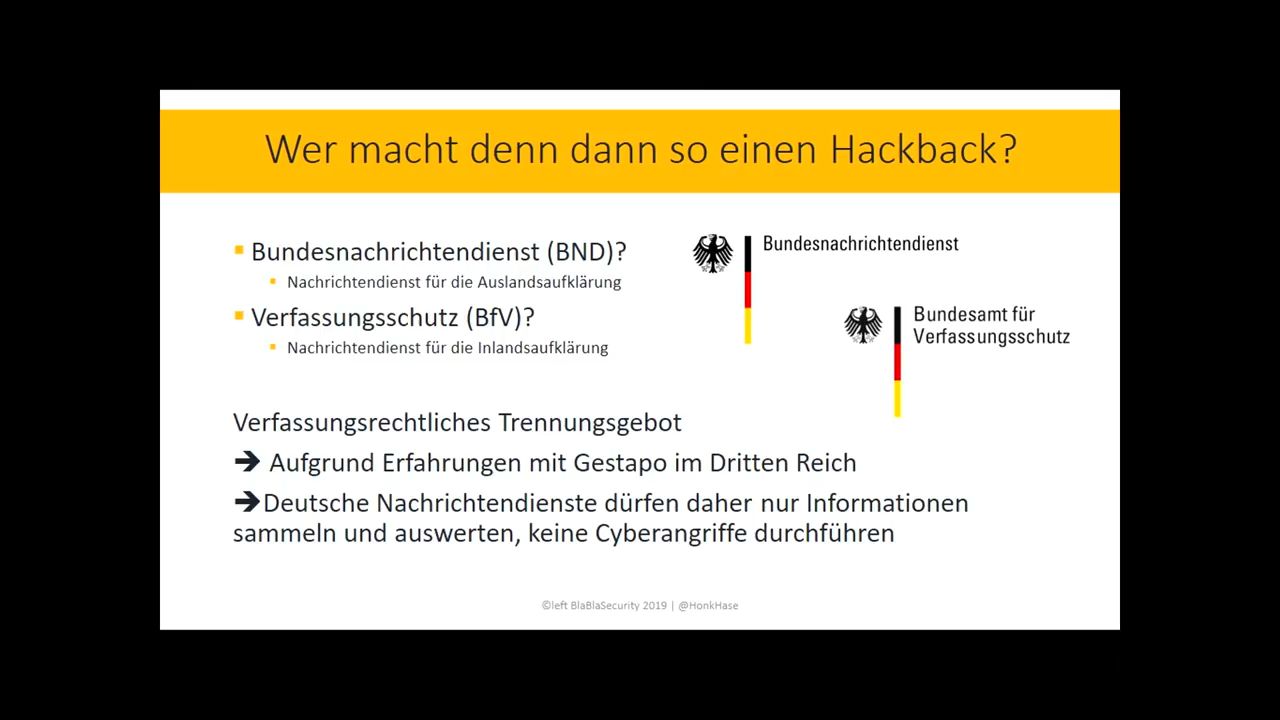 Wer macht denn dann so einen Hackback?
▪ Bundesnachrichtendienst (BND)?
▪ Nachrichtendienst für die Auslandsaufklärung
▪ Verfassungsschutz (BfV)?
▪ Nachrichtendienst für die Inlandsaufklärung
Bundesnachrichtendienst
Bundesamt für
Verfassungsschutz
Verfassungsrechtliches Trennungsgebot
➔ Aufgrund Erfahrungen mit Gestapo im Dritten Reich
➔Deutsche Nachrichtendienste dürfen daher nur Informationen
sammeln und auswerten, keine Cyberangriffe durchführen
©left BlaBlaSecurity 2019 | @HonkHase